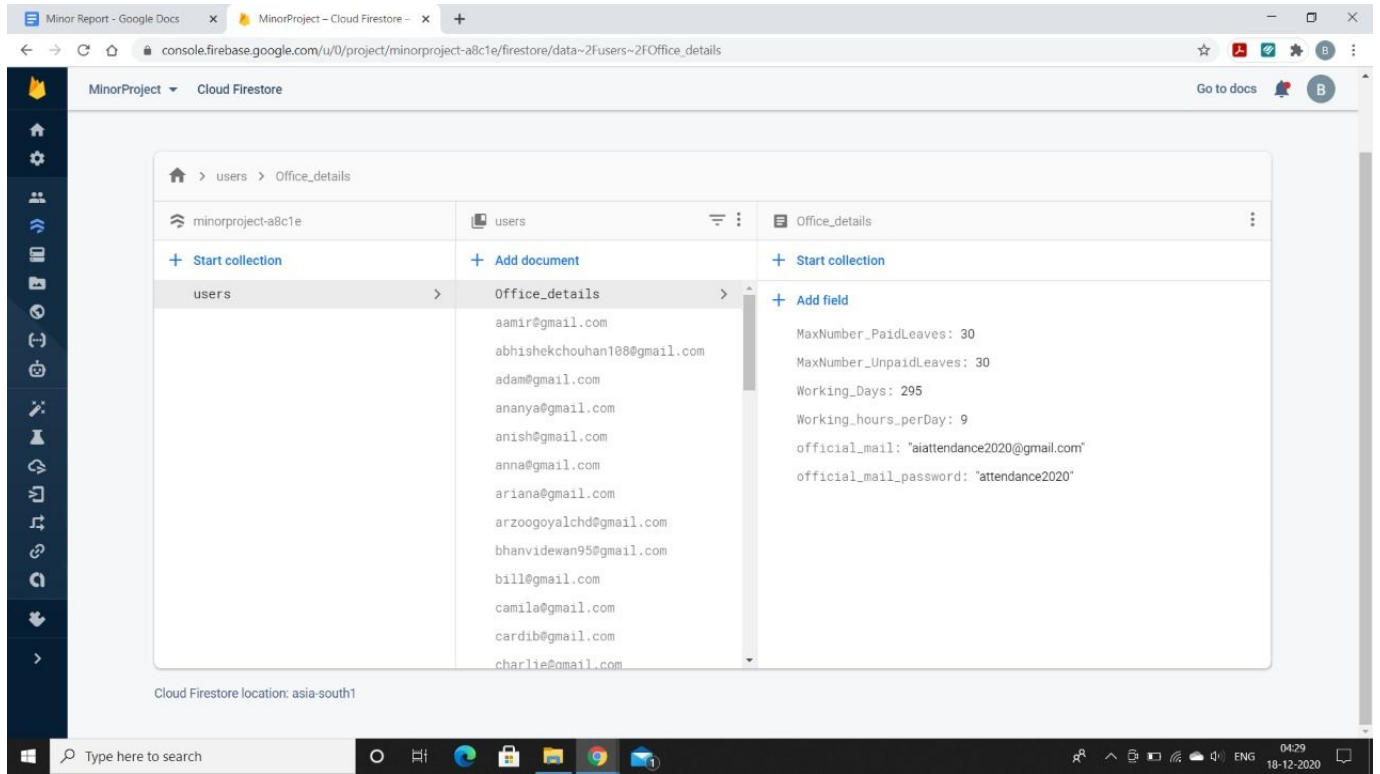 Minor Report - Google Docs
MinorProject – Cloud Firestore –
console.firebase.google.com/u/0/project/minorproject-a8c1e/firestore/data~2Fusers~2FOffice_details
B
MinorProject
Cloud Firestore
Go to docs
B
users > Office_details
minorproject-a8c1e
users
Office_details
+ Start collection
+ Add document
+ Start collection
users
Office_details
+ Add field
aamir@gmail.com
abhishekchouhan108@gmail.com
adam@gmail.com
ananya@gmail.com
anish@gmail.com
anna@gmail.com
ariana@gmail.com
arzoogoyalchd@gmail.com
bhanvidewan95@gmail.com
bill@gmail.com
camila@gmail.com
cardib@gmail.com
charlie@gmail.com
MaxNumber_PaidLeaves: 30
MaxNumber_UnpaidLeaves: 30
Working_Days: 295
Working_hours_perDay: 9
official_mail: "aiattendance2020@gmail.com"
official_mail_password: "attendance2020"
Cloud Firestore location: asia-south1
Type here to search
1
ENG
04:29
18-12-2020